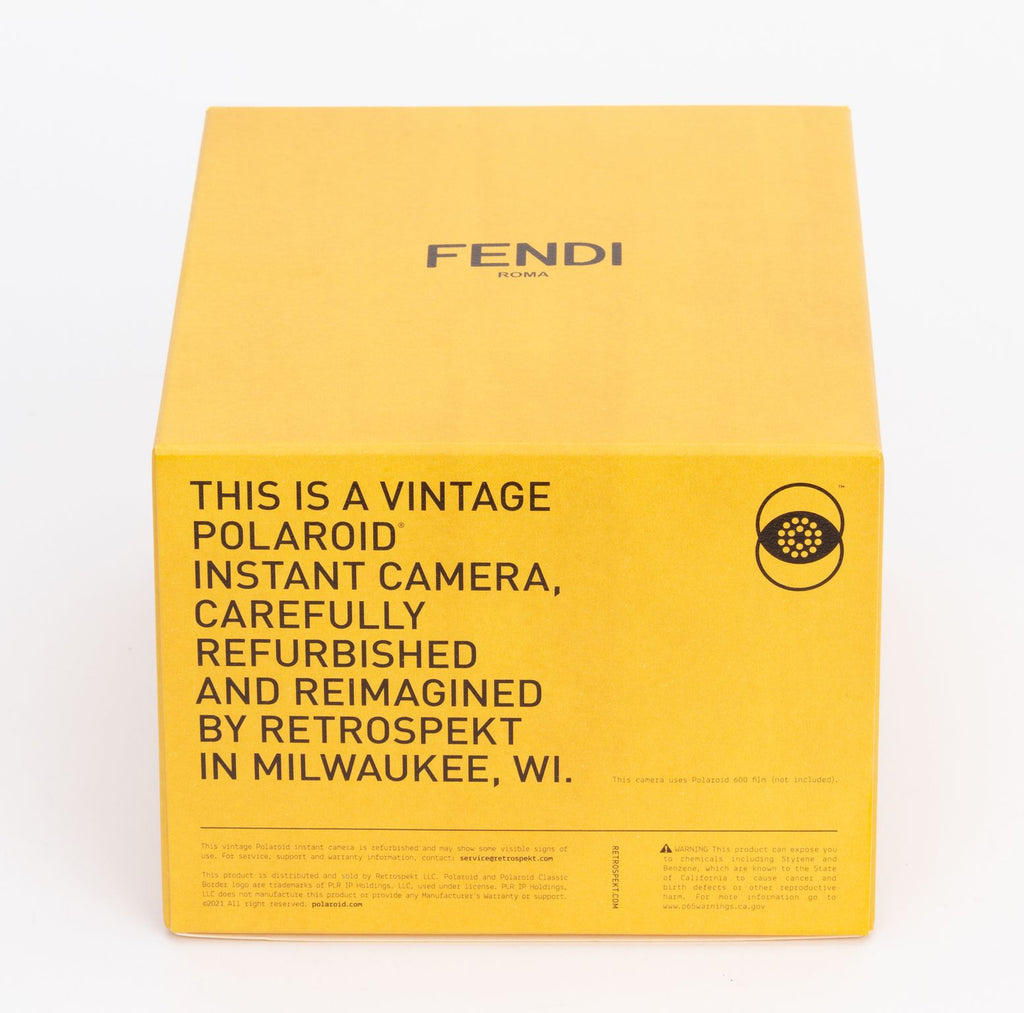 FENDI
ROMA
THIS IS A VINTAGE
POLAROID®
INSTANT CAMERA,
CAREFULLY
REFURBISHED
AND REIMAGINED
BY RETROSPEKT
IN MILWAUKEE, WI.
™
This camera uses Polaroid 600 film (not included).
This vintage Polaroid instant camera is refurbished and may show some visible signs of
use. For service, support and warranty information, contact: service@retrospekt.com
This product is distributed and sold by Retrospekt LLC. Polaroid and Polaroid Classic
Border logo are trademarks of PLR IP Holdings, LLC, used under license. PLR IP Holdings,
LLC does not manufacture this product or provide any Manufacturer's Warranty or support.
©2021 All right reserved. polaroid.com
RETROSPEKT.COM
WARNING This product can expose you
to chemicals including Styrene and
Benzene, which are known to the State
of California to cause cancer and
birth defects or other reproductive
harm. For more information go to
www.p65warnings.ca.gov